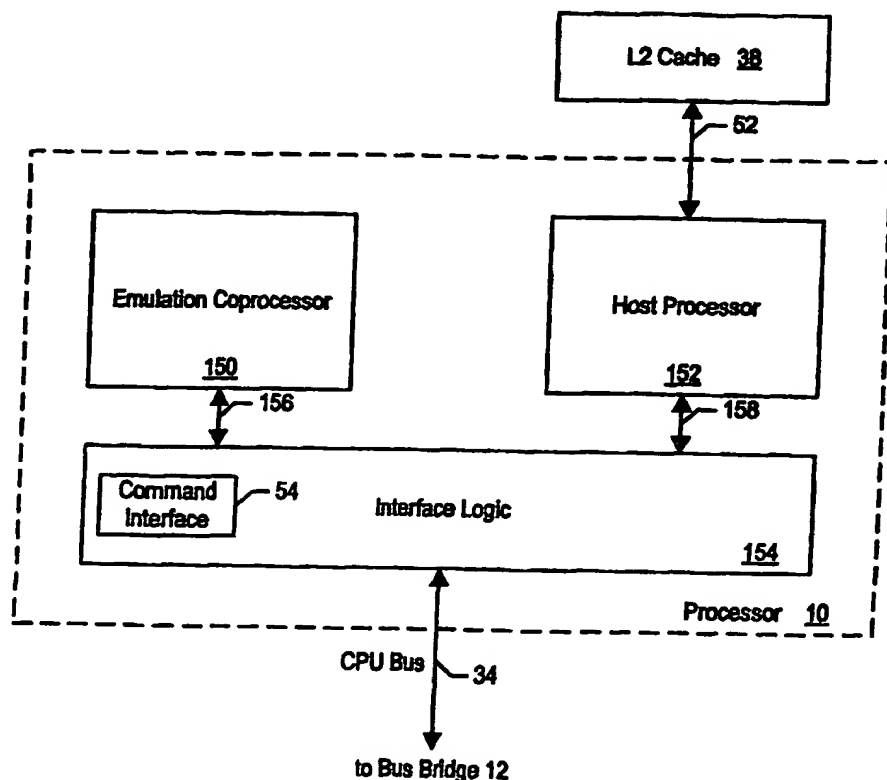 L2 Cache 38
52
Emulation Coprocessor
150
Host Processor
152
156
158
Command
Interface
54
Interface Logic
154
Processor 10
CPU Bus
34
to Bus Bridge 12